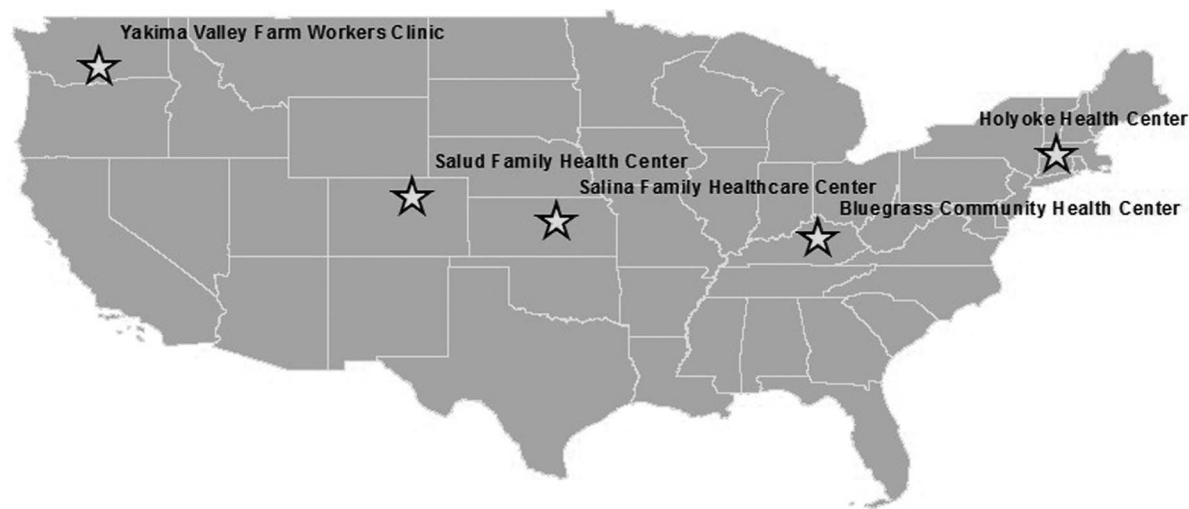 Yakima Valley Farm Workers Clinic
Holyoke Health Center
Salud Family Health Center
Salina Family Healthcare Center
Bluegrass Community Health Center